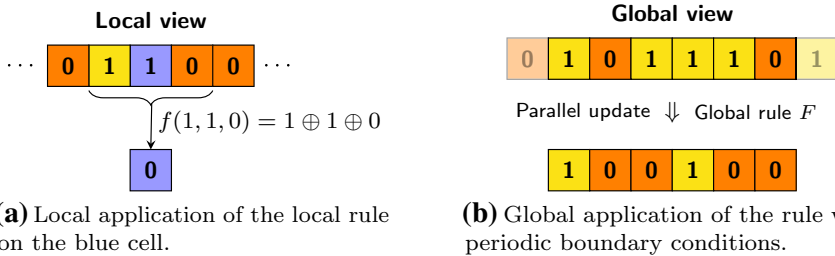 Local view
··· 0 1 1 0 0 ···
f(1, 1, 0) = 1 ⊕ 1 ⊕ 0
0
(a) Local application of the local rule
on the blue cell.
Global view
0 1 0 1 1 1 0 1
Parallel update ⇓ Global rule F
1 0 0 1 0 0
(b) Global application of the rule
periodic boundary conditions.